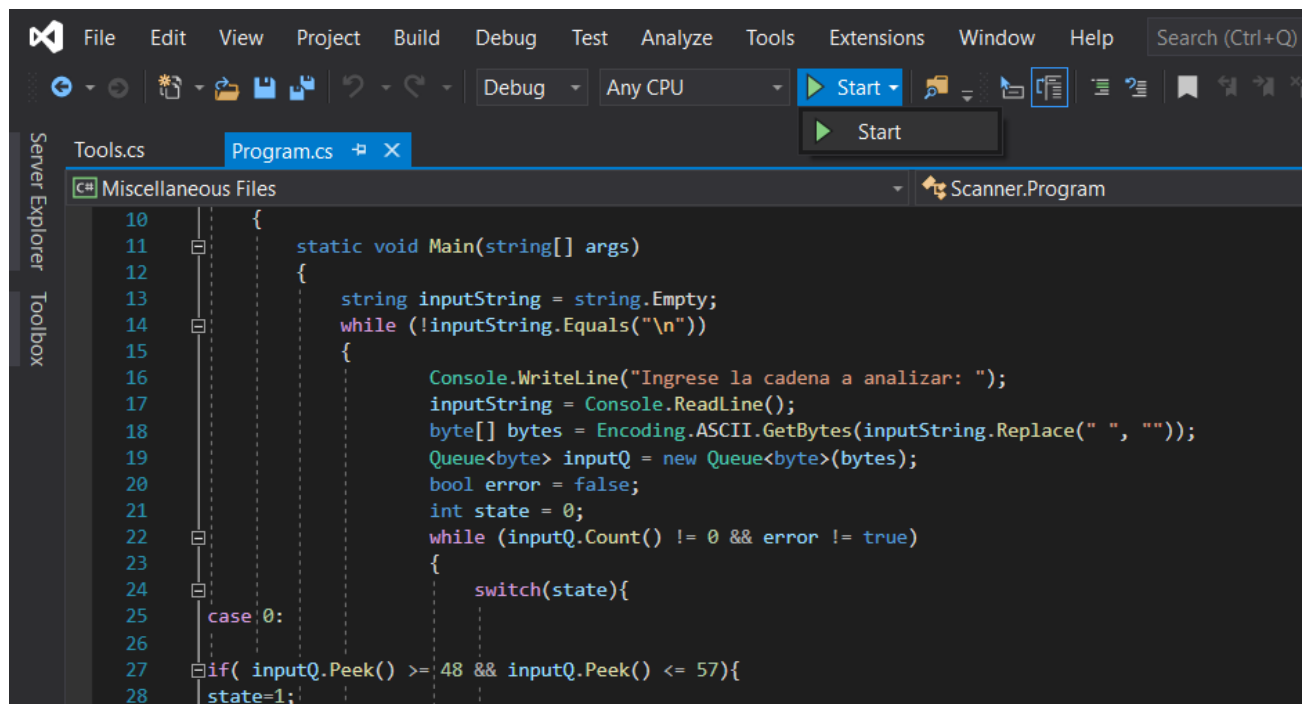 File Edit View Project Build Debug Test Analyze Tools Extensions Window Help Search (Ctrl+Q)
Debug Any CPU Start
Start
Server Explorer
Toolbox
Tools.cs Program.cs
C# Miscellaneous Files Scanner.Program
10 {
11 static void Main(string[] args)
12 {
13 string inputString = string.Empty;
14 while (!inputString.Equals("\n"))
15 {
16 Console.WriteLine("Ingrese la cadena a analizar: ");
17 inputString = Console.ReadLine();
18 byte[] bytes = Encoding.ASCII.GetBytes(inputString.Replace(" ", ""));
19 Queue<byte> inputQ = new Queue<byte>(bytes);
20 bool error = false;
21 int state = 0;
22 while (inputQ.Count() != 0 && error != true)
23 {
24 switch(state){
25 case 0:
26
27 if( inputQ.Peek() >= 48 && inputQ.Peek() <= 57){
28 state=1;